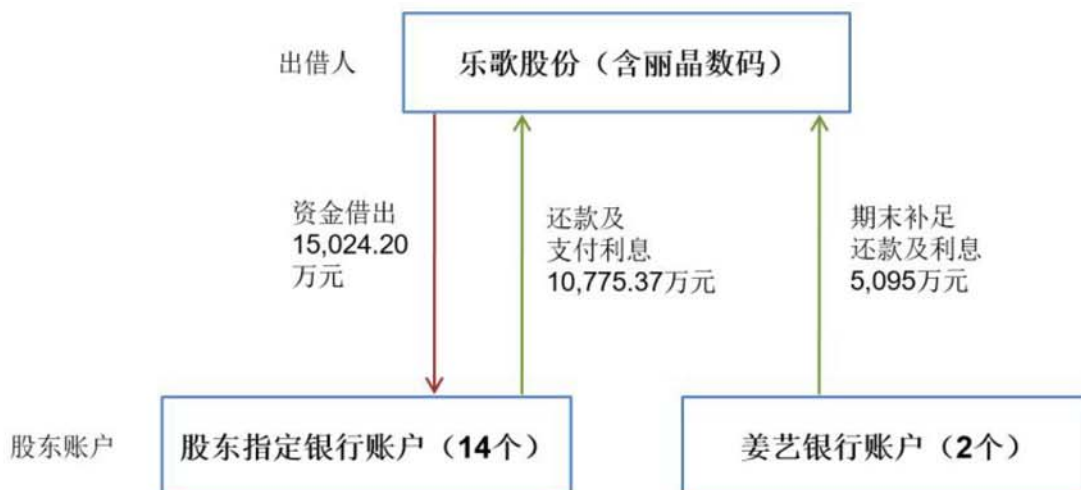 出借人
乐歌股份（含丽晶数码）
资金借出
15,024.20
万元
还款及
支付利息
10,775.37万元
期末补足
还款及利息
5,095万元
股东账户
股东指定银行账户（14个）
姜艺银行账户（2个）